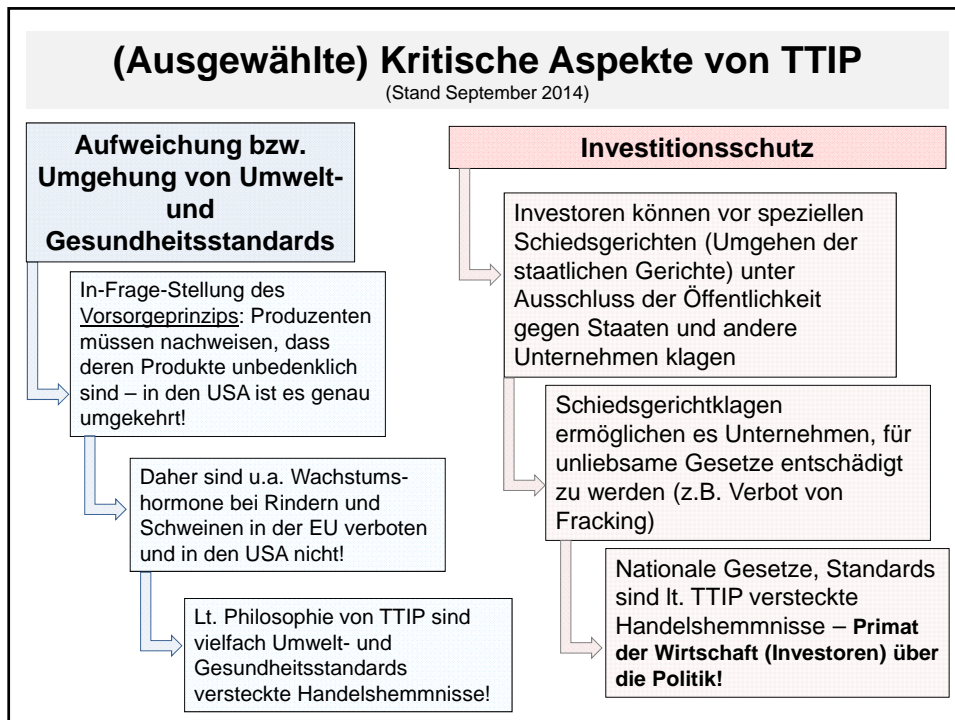 (Ausgewählte) Kritische Aspekte von TTIP
(Stand September 2014)
Aufweichung bzw.
Umgehung von Umwelt-
und
Gesundheitsstandards
In-Frage-Stellung des
Vorsorgeprinzips: Produzenten
müssen nachweisen, dass
deren Produkte unbedenklich
sind – in den USA ist es genau
umgekehrt!
Daher sind u.a. Wachstums-
hormone bei Rindern und
Schweinen in der EU verboten
und in den USA nicht!
Lt. Philosophie von TTIP sind
vielfach Umwelt- und
Gesundheitsstandards
versteckte Handelshemmnisse!
Investitionsschutz
Investoren können vor speziellen
Schiedsgerichten (Umgehen der
staatlichen Gerichte) unter
Ausschluss der Öffentlichkeit
gegen Staaten und andere
Unternehmen klagen
Schiedsgerichtklagen
ermöglichen es Unternehmen, für
unliebsame Gesetze entschädigt
zu werden (z.B. Verbot von
Fracking)
Nationale Gesetze, Standards
sind lt. TTIP versteckte
Handelshemmnisse – Primat
der Wirtschaft (Investoren) über
die Politik!